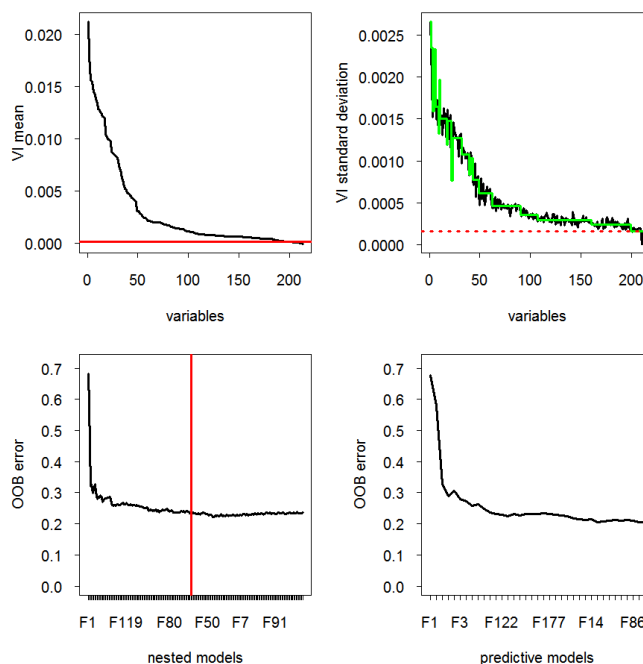 VI mean
0.020
0.015
0.010
0.005
0.000
0 50 100 150 200
variables
VI standard deviation
0.0025
0.0020
0.0015
0.0010
0.0005
0.0000
0 50 100 150 200
variables
OOB error
0.7
0.6
0.5
0.4
0.3
0.2
0.1
0.0
F1 F119 F80 F50 F7 F91
nested models
OOB error
0.7
0.6
0.5
0.4
0.3
0.2
0.1
0.0
F1 F3 F122 F177 F14 F86
predictive models